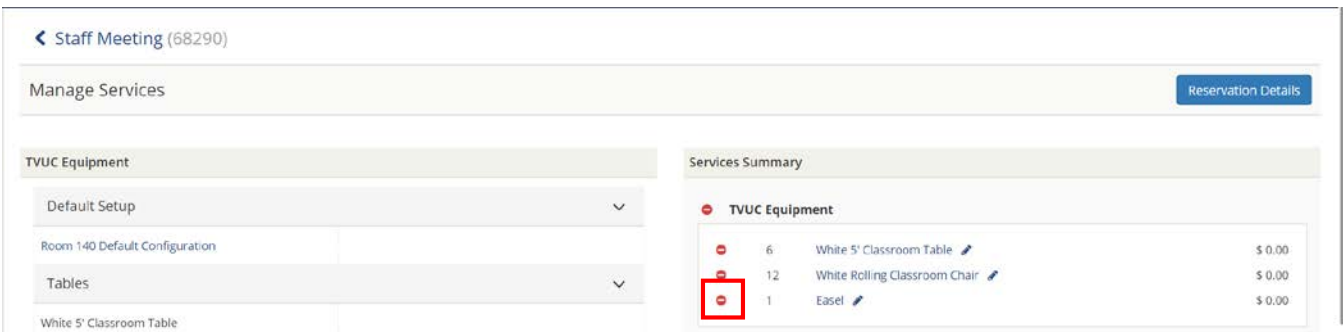 Staff Meeting (68290)
Manage Services
Reservation Details
TVUC Equipment
Default Setup
Room 140 Default Configuration
Tables
White 5' Classroom Table
Services Summary
TVUC Equipment
6 White 5' Classroom Table $ 0.00
12 White Rolling Classroom Chair $ 0.00
1 Easel $ 0.00